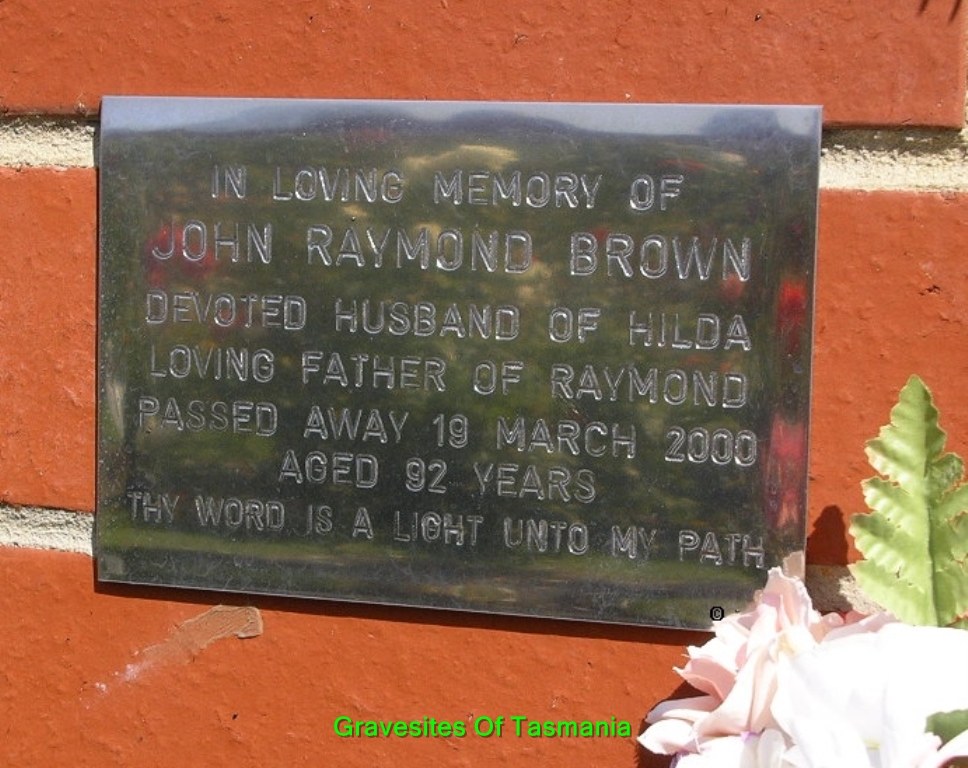 IN LOVING MEMORY OF
JOHN RAYMOND BROWN
DEVOTED HUSBAND OF HILDA
LOVING FATHER OF RAYMOND
PASSED AWAY 19 MARCH 2000
AGED 92 YEARS
THY WORD IS A LIGHT UNTO MY PATH
©
Gravesites Of Tasmania